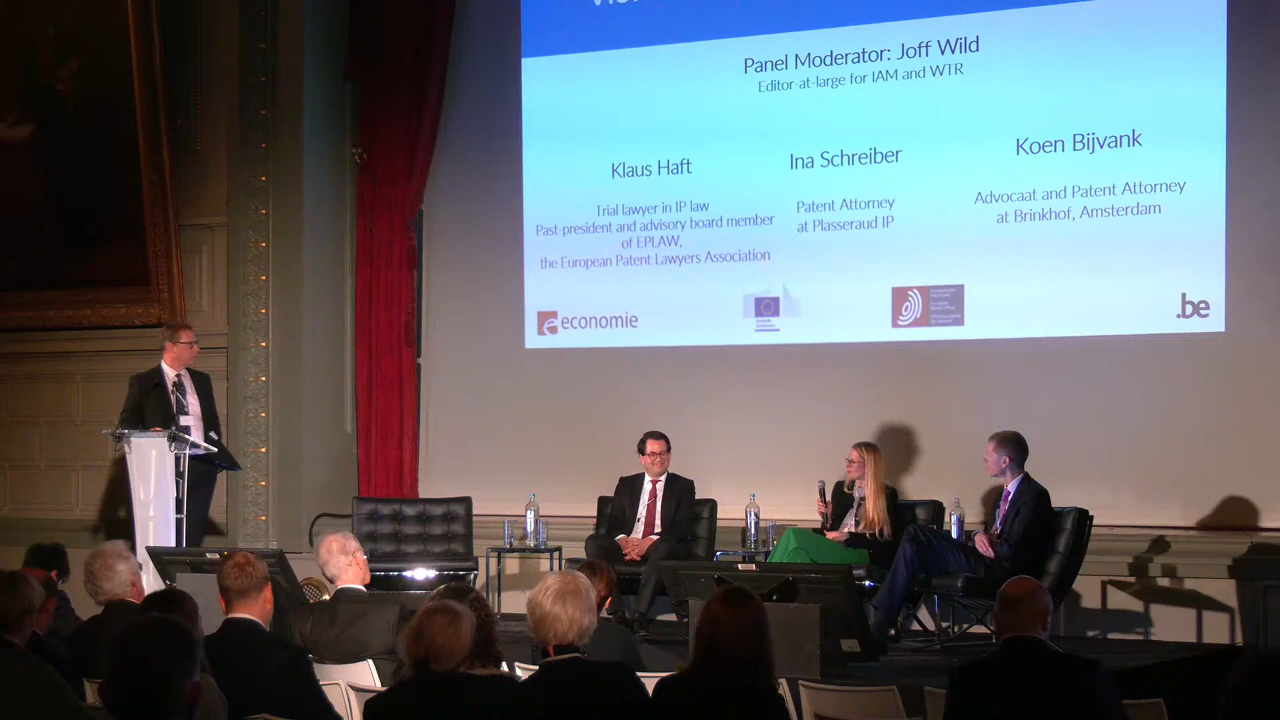 Panel Moderator: Joff Wild
Editor-at-large for IAM and WTR
Klaus Haft
Trial lawyer in IP law
Past-president and advisory board member
of EPLAW,
the European Patent Lawyers Association
Ina Schreiber
Patent Attorney
at Plasseraud IP
Koen Bijvank
Advocaat and Patent Attorney
at Brinkhof, Amsterdam
economie
.be